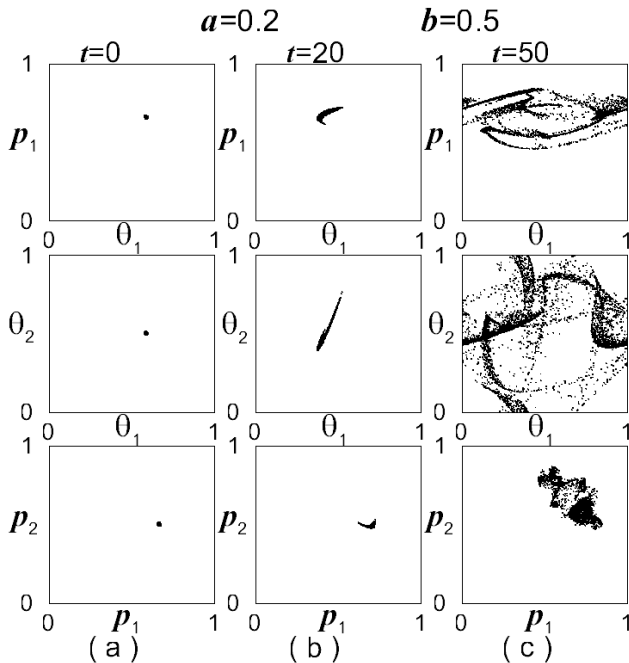 a=0.2 b=0.5
t=0 t=20 t=50
1 1 1
p₁ p₁ p₁
0 0 0
0 θ₁ 1 0 θ₁ 1 0 θ₁ 1
1 1 1
θ₂ θ₂ θ₂
0 0 0
0 θ₁ 1 0 θ₁ 1 0 θ₁ 1
1 1 1
p₂ p₂ p₂
0 0 0
0 p₁ 1 0 p₁ 1 0 p₁ 1
(a) (b) (c)